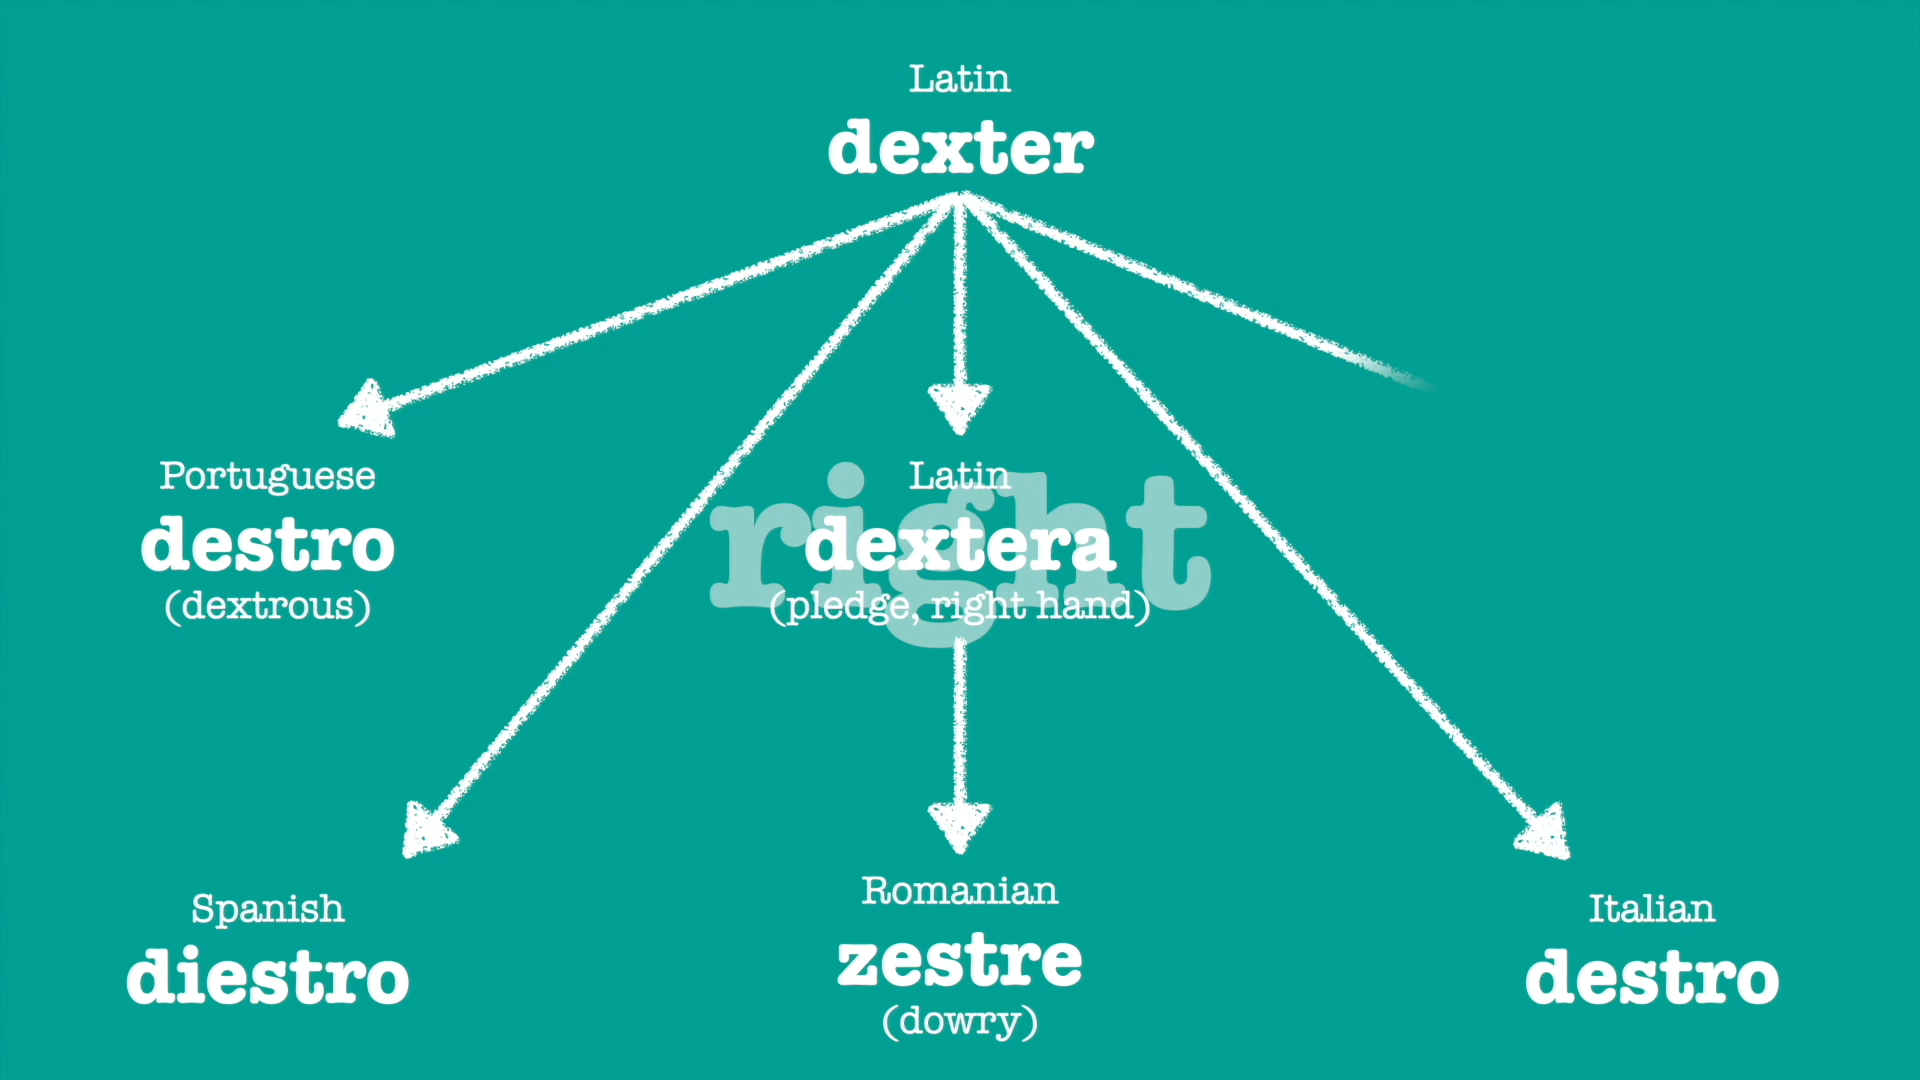 Latin
dexter
Portuguese
destro
(dextrous)
Latin
dextera
(pledge, right hand)
right
Spanish
diestro
Romanian
zestre
(dowry)
Italian
destro